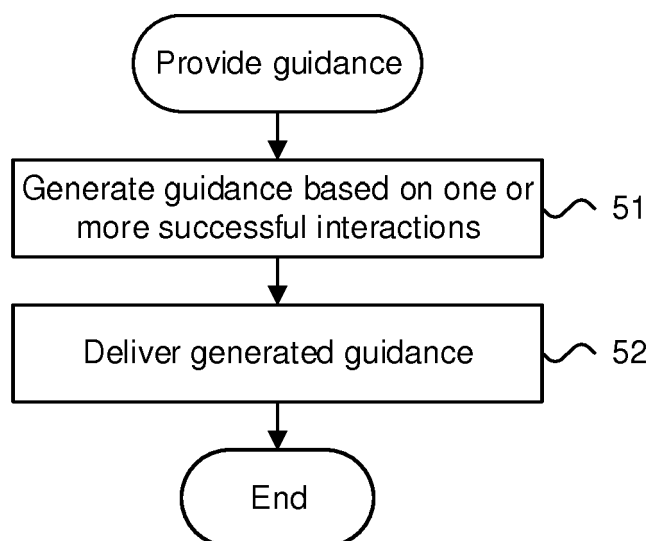 Provide guidance
Generate guidance based on one or
more successful interactions
51
Deliver generated guidance
52
End